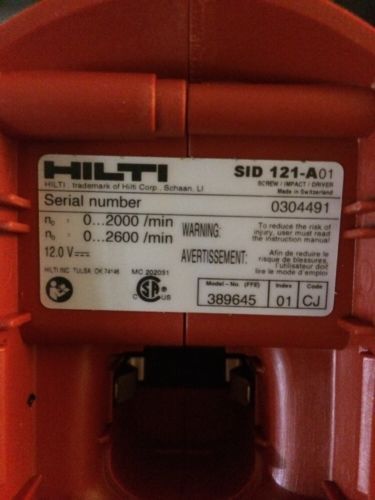 HILTI SID 121-A01
HILTI . trademark of Hilti Corp., Schaan, LI SCREW / IMPACT / DRIVER
Made in Switzerland
Serial number 0304491
n₀ 0...2000 /min
n₀ 0...2600 /min
12.0 V
WARNING: To reduce the risk of
injury, user must read
the instruction manual
AVERTISSEMENT: Afin de reduire le
risque de blessures,
l'utilisateur doit
lire le mode d'emploi
HILTI INC. TULSA, OK 74146 MC 202051
C US
Model - No. (FFS) Index Code
389645 01 CJ